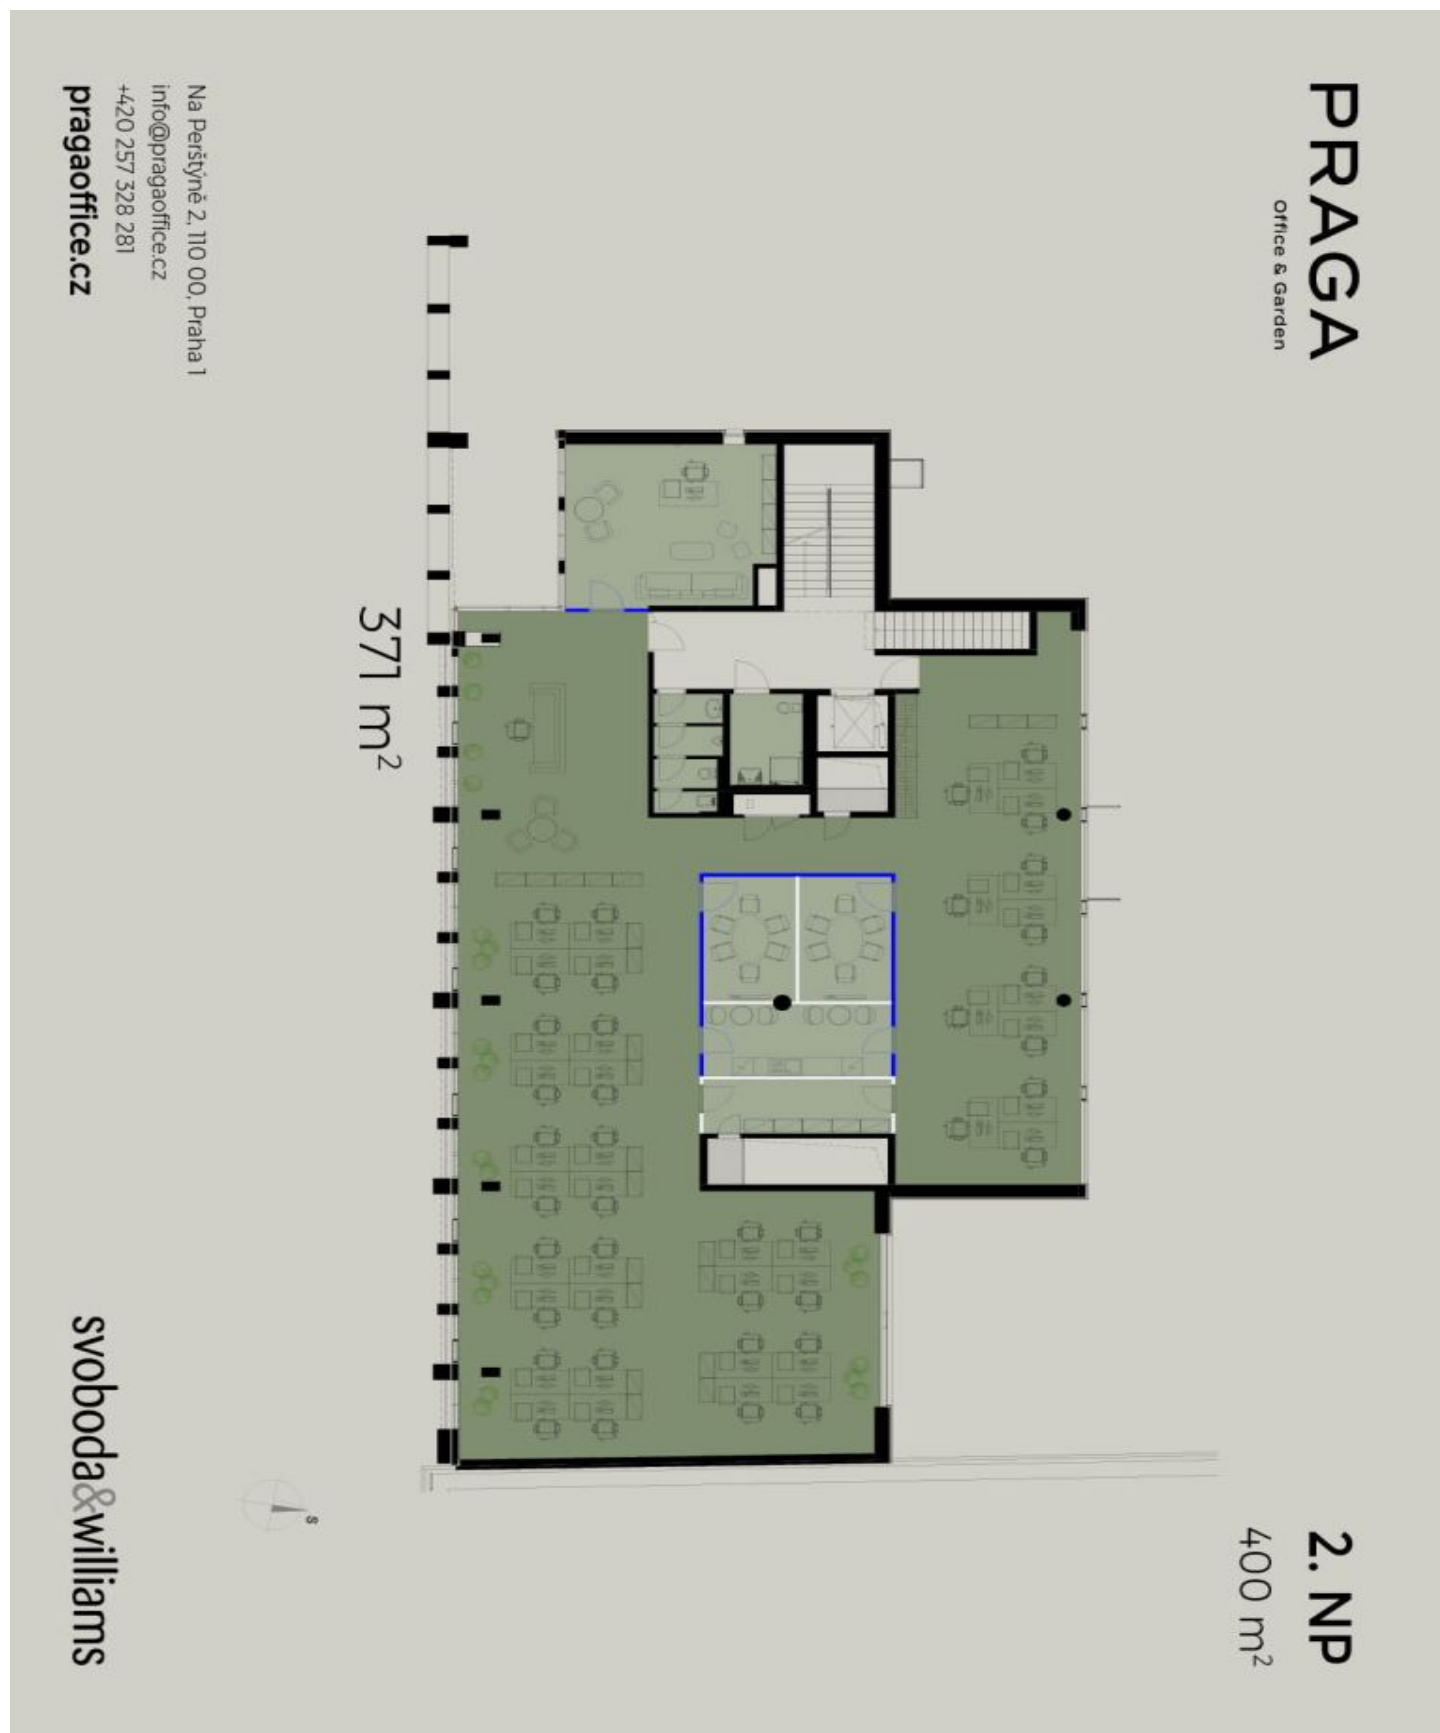 PRAGA
Office & Garden
2. NP
400 m²
371 m²
S
Na Perštýně 2, 110 00, Praha 1
info@pragaoffice.cz
+420 257 328 281
pragaoffice.cz
svoboda&williams